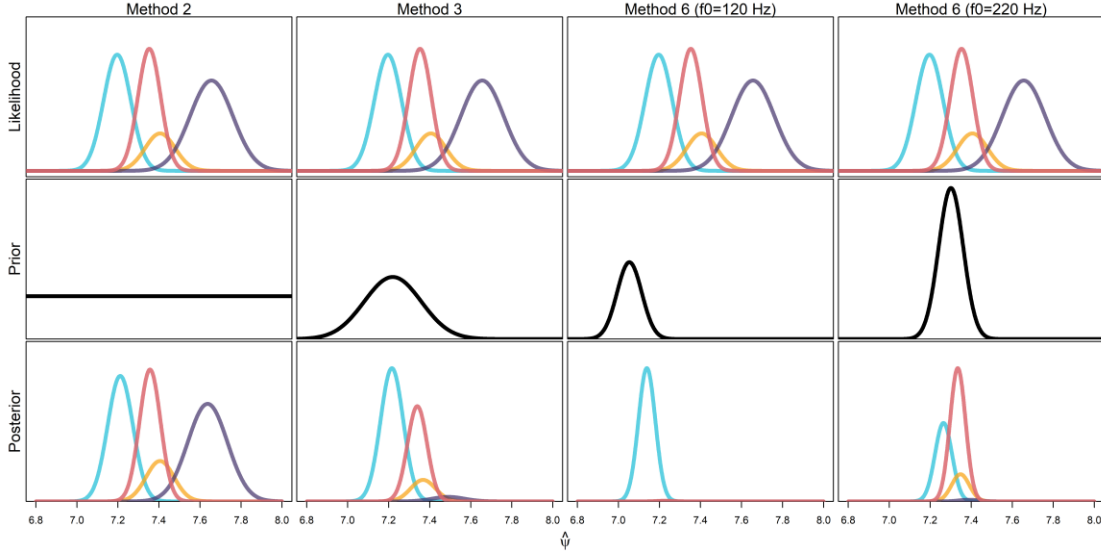 Method 2 Method 3 Method 6 (f0=120 Hz) Method 6 (f0=220 Hz)
Likelihood
Prior
Posterior
6.8 7.0 7.2 7.4 7.6 7.8 8.0 6.8 7.0 7.2 7.4 7.6 7.8 8.0 6.8 7.0 7.2 7.4 7.6 7.8 8.0 6.8 7.0 7.2 7.4 7.6 7.8 8.0
ψ̂